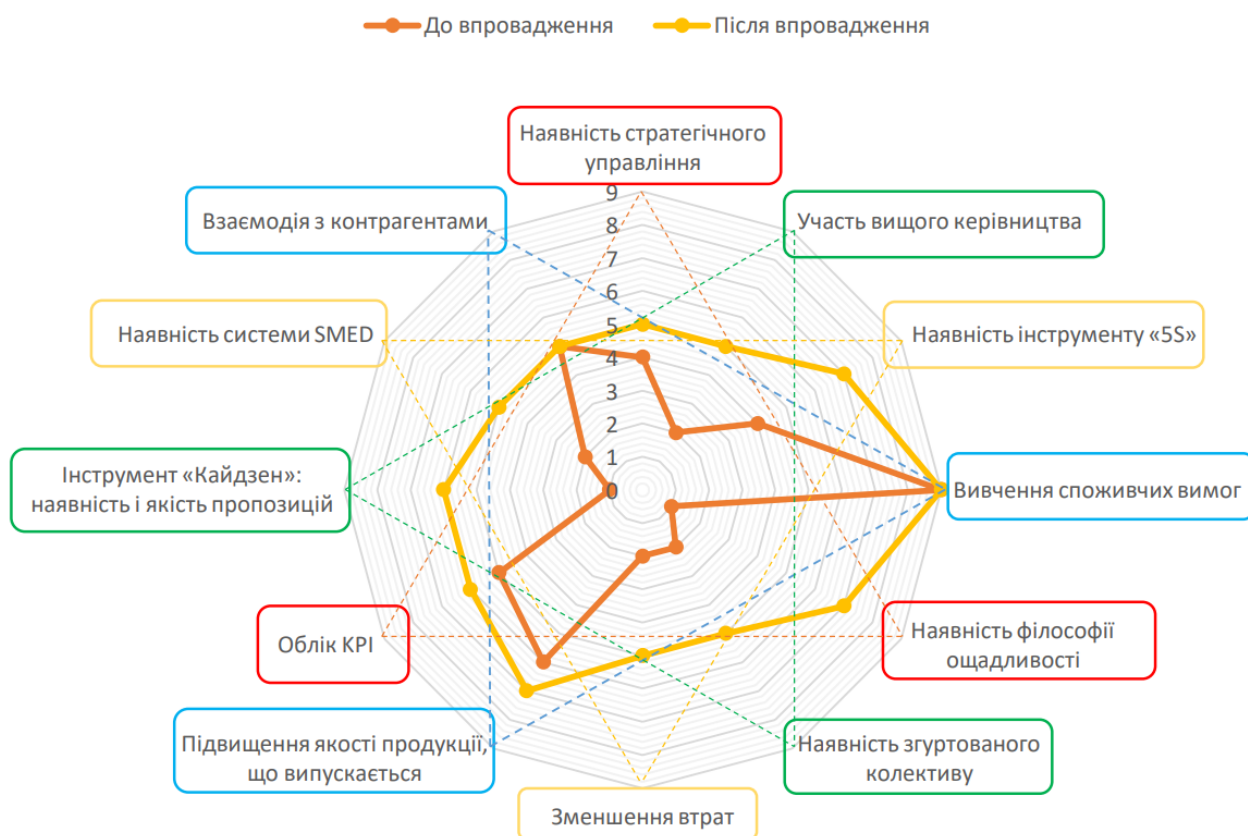 До впровадження
Після впровадження
Наявність стратегічного
управління
Взаємодія з контрагентами
Участь вищого керівництва
Наявність системи SMED
Наявність інструменту «5S»
Інструмент «Кайдзен»:
наявність і якість пропозицій
Вивчення споживчих вимог
Облік KPI
Наявність філософії
ощадливості
Підвищення якості продукції,
що випускається
Наявність згуртованого
колективу
Зменшення втрат
9
8
7
6
5
4
3
2
1
0